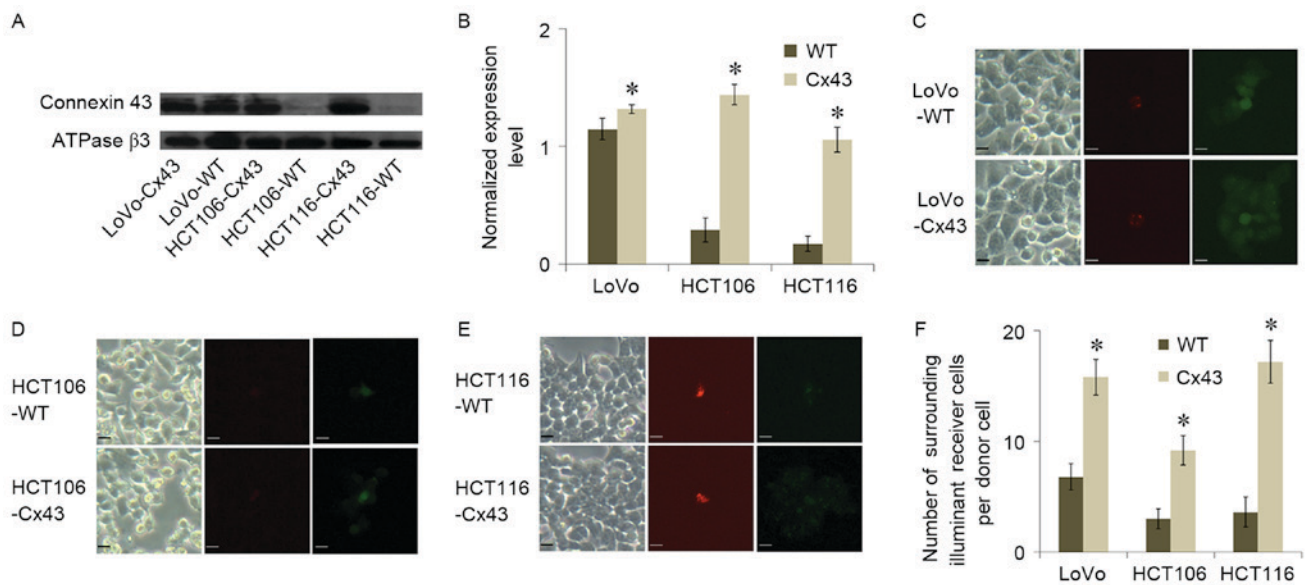 A
Connexin 43
ATPase β3
LoVo-Cx43
LoVo-WT
HCT106-Cx43
HCT106-WT
HCT116-Cx43
HCT116-WT
B
Normalized expression
level
2
1
0
WT
Cx43
*
*
*
LoVo
HCT106
HCT116
C
LoVo
-WT
LoVo
-Cx43
D
HCT106
-WT
HCT106
-Cx43
E
HCT116
-WT
HCT116
-Cx43
F
Number of surrounding
illuminant receiver cells
per donor cell
20
10
0
WT
Cx43
*
*
*
LoVo
HCT106
HCT116